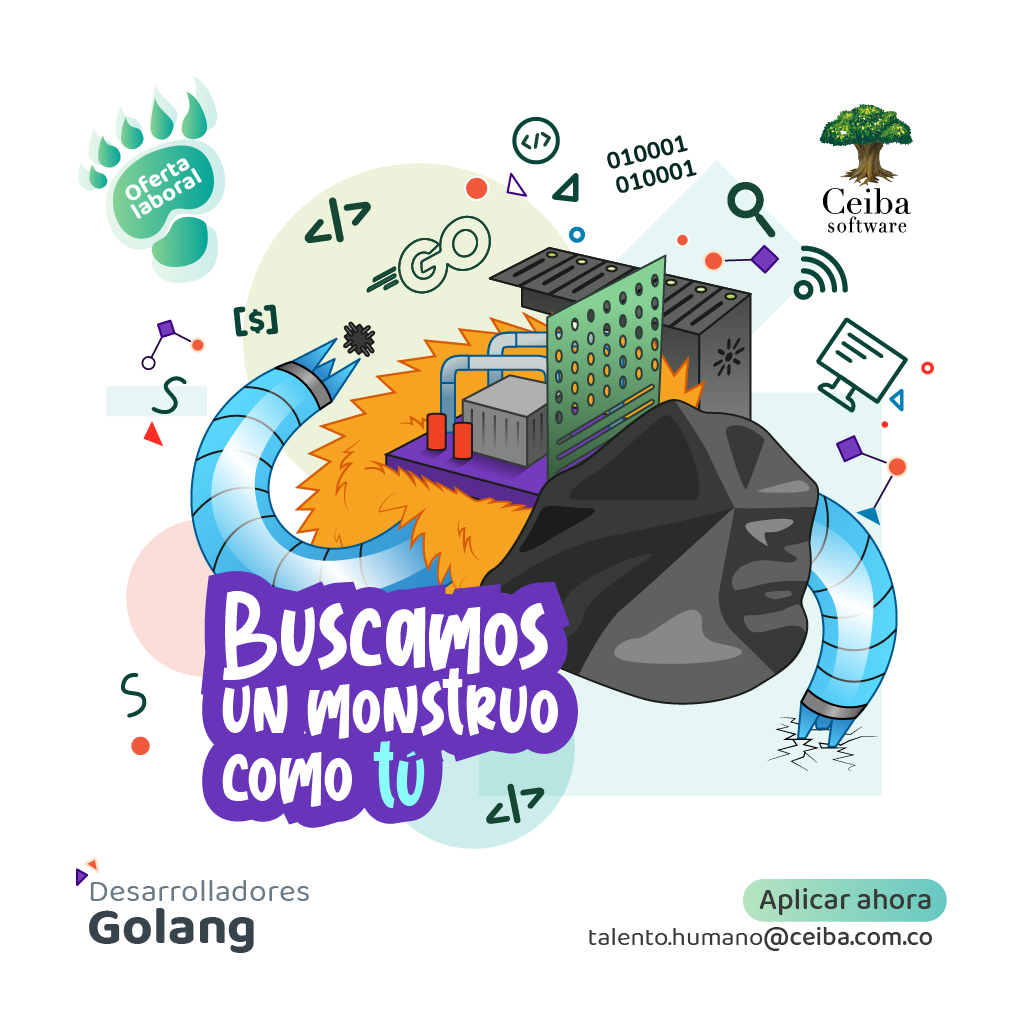 Oferta
laboral
</>
010001
010001
Ceiba
software
</>
GO
[$]
Buscamos
un monstruo
como tú
</>
Desarrolladores
Golang
Aplicar ahora
talento.humano@ceiba.com.co